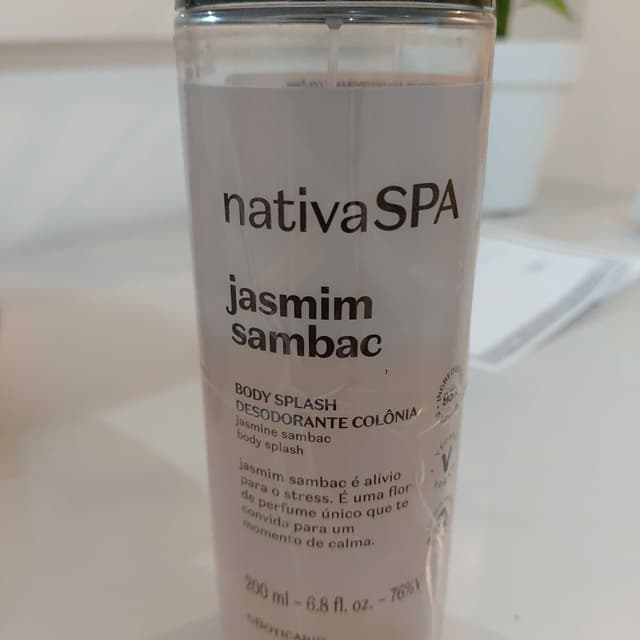 nativaSPA
jasmim
sambac
BODY SPLASH
DESODORANTE COLÔNIA
jasmine sambac
body splash
jasmim sambac é alívio
para o stress. É uma flor
de perfume único que te
convida para um
momento de calma.
200 ml - 6.8 fl. oz. - 76%V